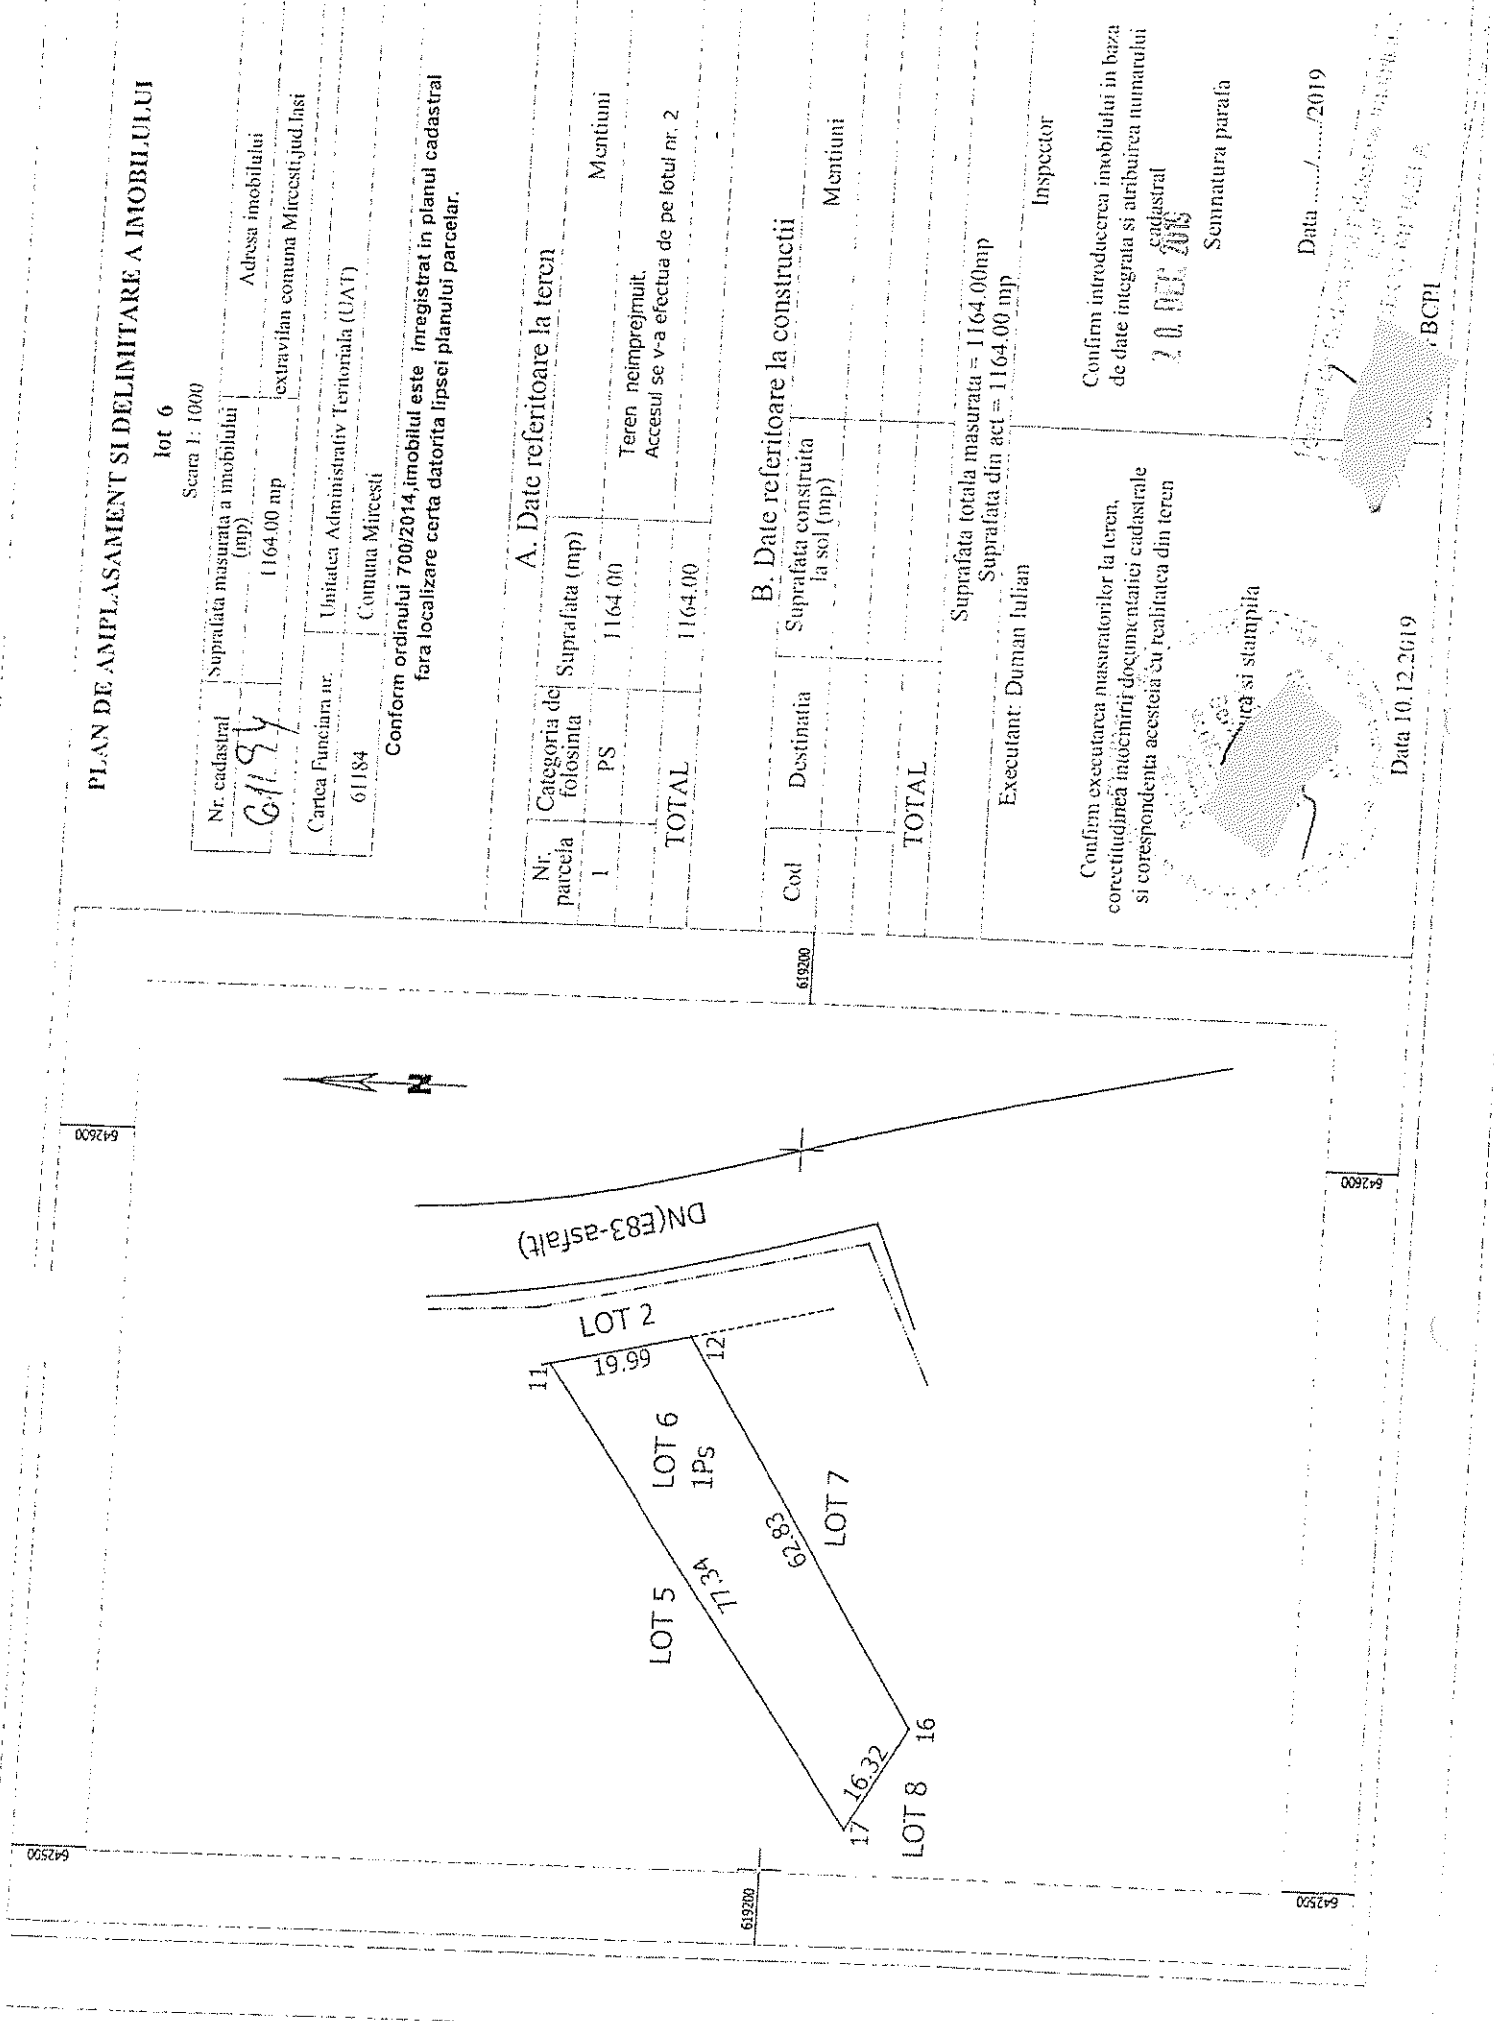 PLAN DE AMPLASAMENT SI DELIMITARE A IMOBILULUI
lot 6
Scara 1: 1000
Nr. cadastral
Suprafata masurata a imobilului
(mp)
Adresa imobilului
61194
1164.00 mp
extravilan comuna Mircesti,jud.Iasi
Cartea Funciara nr.
Unitatea Administrativ Teritoriala (UAT)
61184
Comuna Mircesti
Conform ordinului 700/2014,imobilul este inregistrat in planul cadastral
fara localizare certa datorita lipsei planului parcelar.
A. Date referitoare la teren
Nr.
parcela
Categoria de
folosinta
Suprafata (mp)
Mentiuni
1
PS
1164.00
Teren neimprejmuit.
Accesul se v-a efectua de pe lotul nr. 2
TOTAL
1164.00
B. Date referitoare la constructii
Cod
Destinatia
Suprafata construita
la sol (mp)
Mentiuni
TOTAL
Suprafata totala masurata = 1164.00mp
Suprafata din act = 1164.00 mp
Executant: Duman Iulian
Inspector
Confirm executarea masuratorilor la teren,
corectitudinea intocmirii documentatiei cadastrale
si corespondenta acesteia cu realitatea din teren
si stampila
Data 10.12.2019
Confirm introducerea imobilului in baza
de date integrata si atribuirea numarului
cadastral
Semnatura parafa
Data ....../....../2019
BCPI
642500
642600
619200
619200
642500
642600
N
DN(E83-asfalt)
LOT 2
11
19.99
12
LOT 6
1Ps
LOT 5
77.34
62.83
LOT 7
17
16.32
16
LOT 8